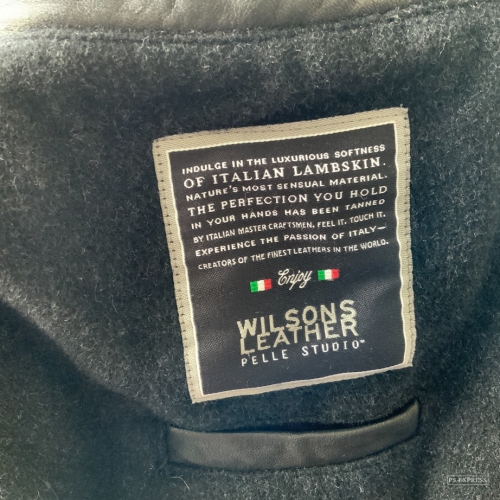 INDULGE IN THE LUXURIOUS SOFTNESS
OF ITALIAN LAMBSKIN.
NATURE'S MOST SENSUAL MATERIAL.
THE PERFECTION YOU HOLD
IN YOUR HANDS HAS BEEN TANNED
BY ITALIAN MASTER CRAFTSMEN. FEEL IT. TOUCH IT.
EXPERIENCE THE PASSION OF ITALY—
CREATORS OF THE FINEST LEATHERS IN THE WORLD.
Enjoy
WILSONS
LEATHER
PELLE STUDIO™
PS EXPRESS